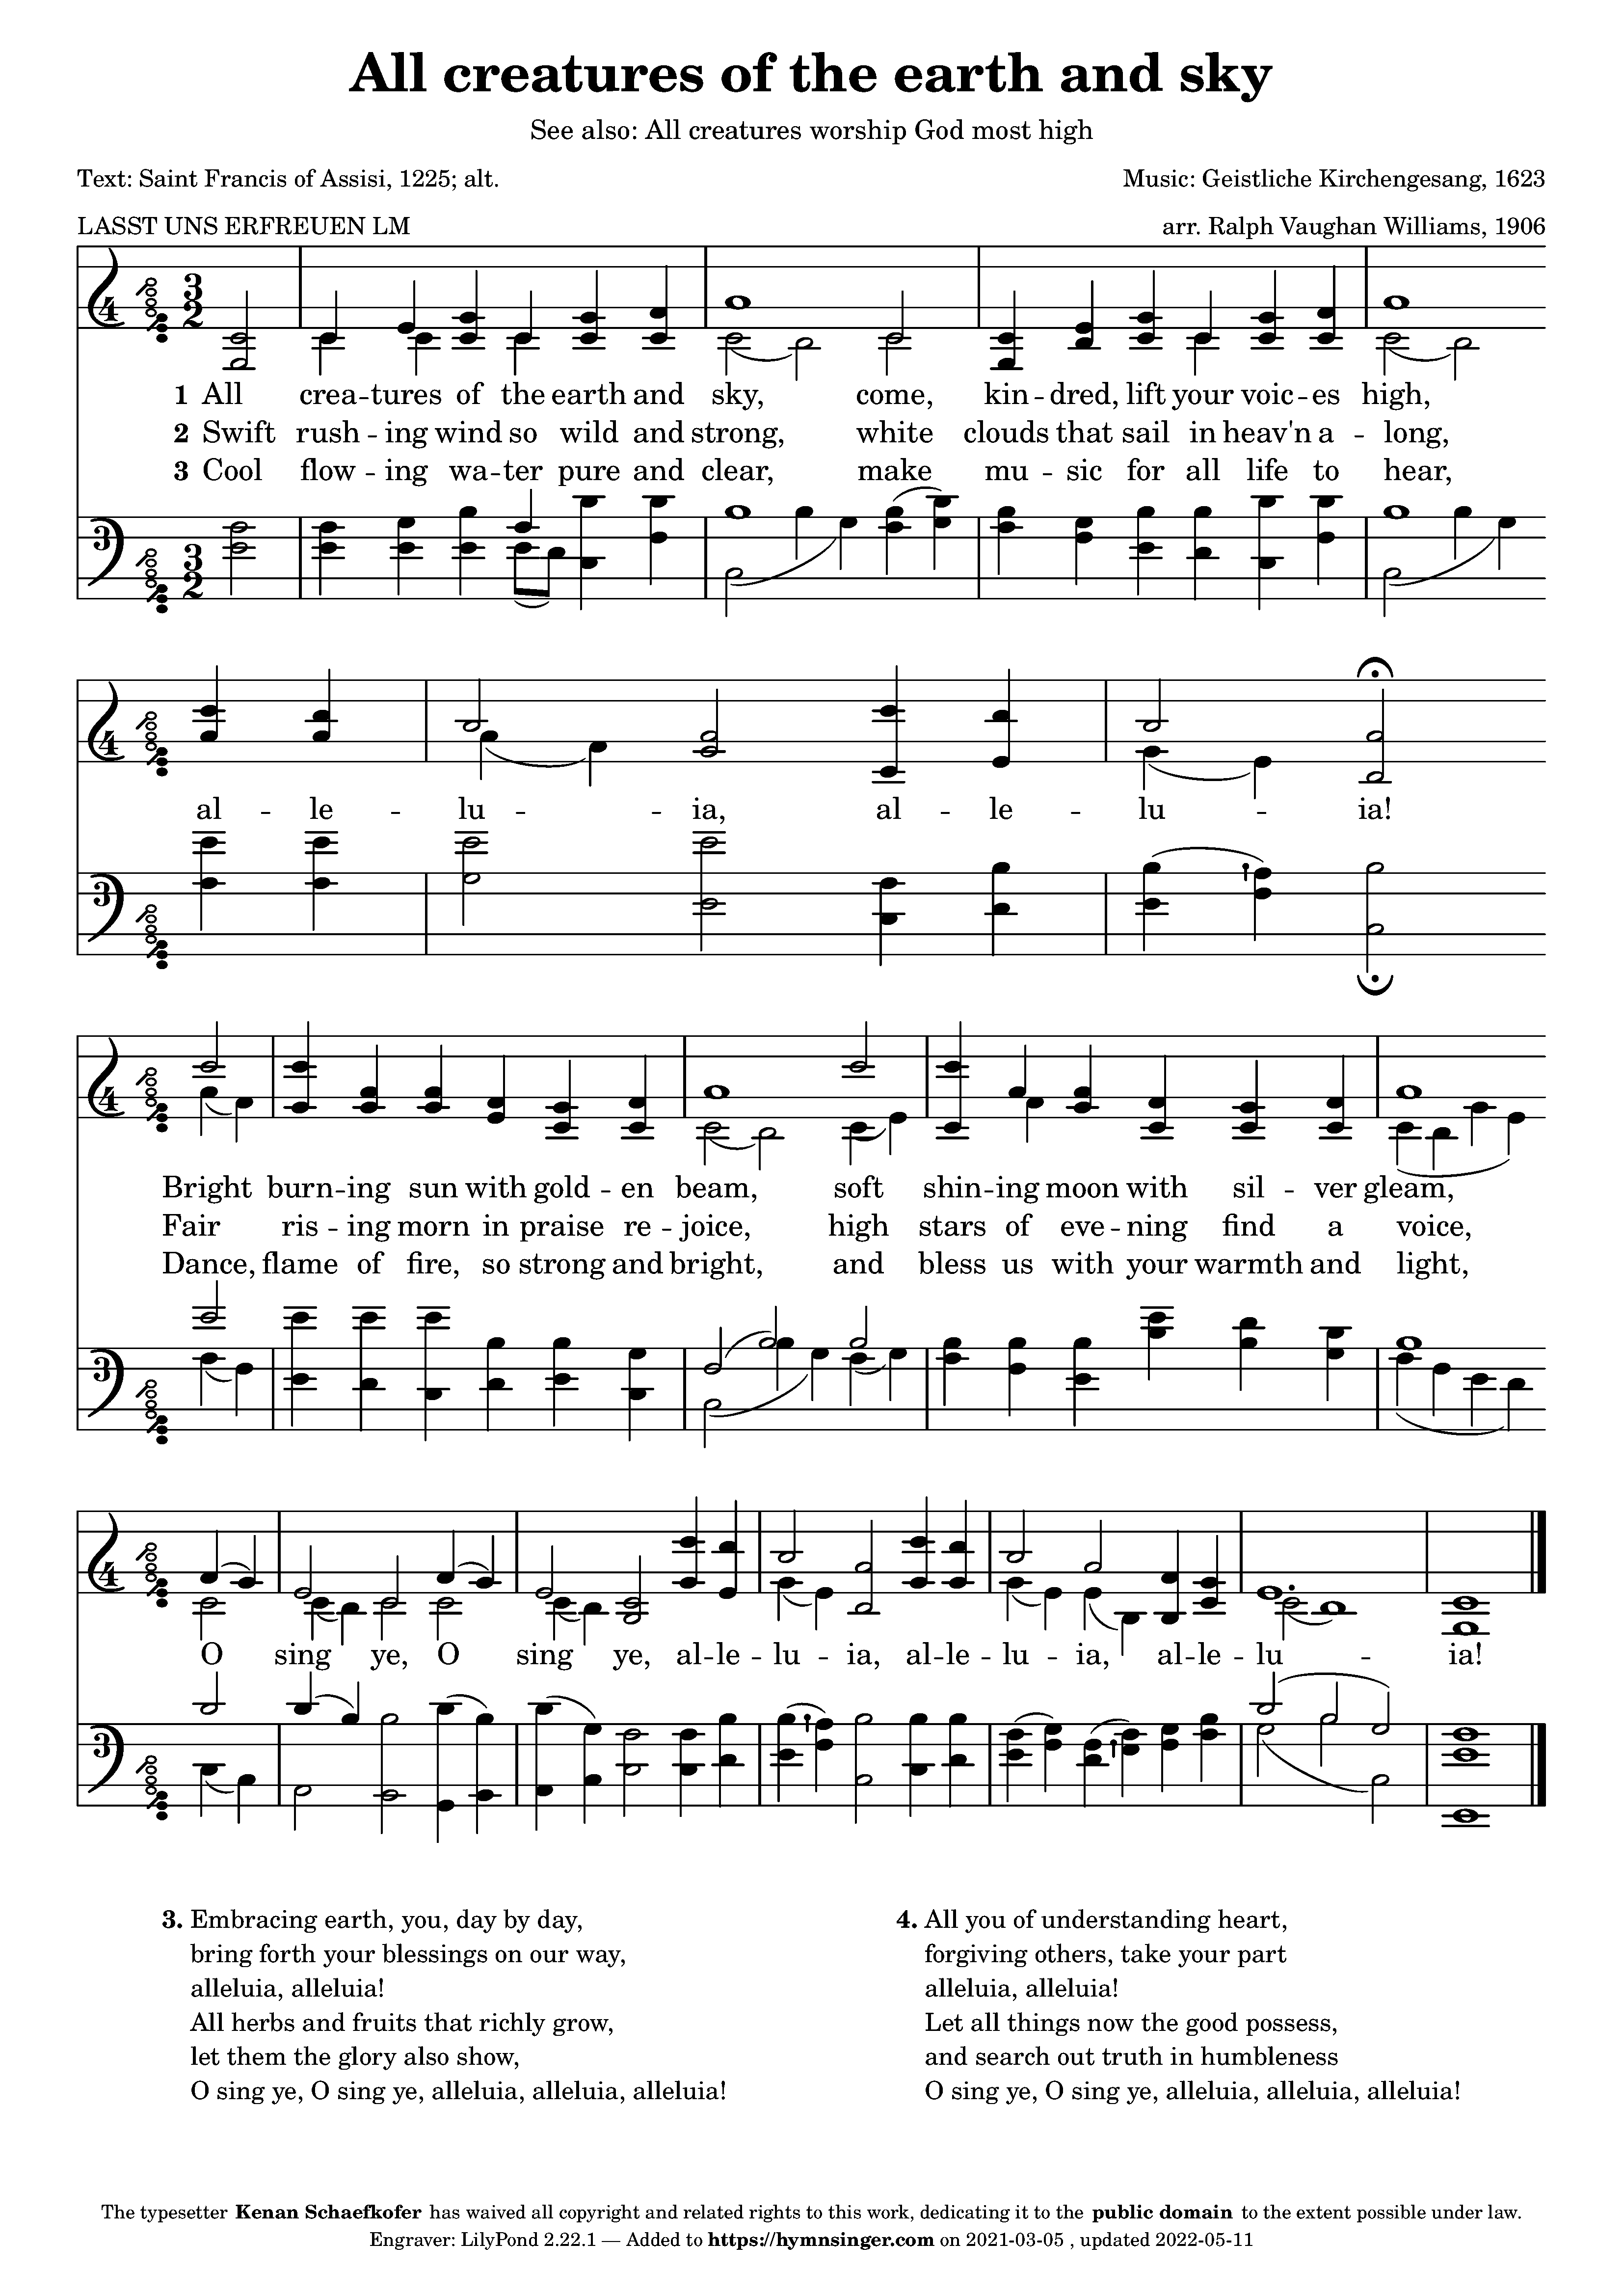 All creatures of the earth and sky
See also: All creatures worship God most high
Text: Saint Francis of Assisi, 1225; alt.
Music: Geistliche Kirchengesang, 1623
LASST UNS ERFREUEN LM
arr. Ralph Vaughan Williams, 1906
1 All crea -- tures of the earth and sky, come, kin -- dred, lift your voic -- es high,
2 Swift rush -- ing wind so wild and strong, white clouds that sail in heav'n a -- long,
3 Cool flow -- ing wa -- ter pure and clear, make mu -- sic for all life to hear,
al -- le -- lu -- ia, al -- le -- lu -- ia!
Bright burn -- ing sun with gold -- en beam, soft shin -- ing moon with sil -- ver gleam,
Fair ris -- ing morn in praise re -- joice, high stars of eve -- ning find a voice,
Dance, flame of fire, so strong and bright, and bless us with your warmth and light,
O sing ye, O sing ye, al -- le -- lu -- ia, al -- le -- lu -- ia, al -- le -- lu -- ia!
3. Embracing earth, you, day by day,
bring forth your blessings on our way,
alleluia, alleluia!
All herbs and fruits that richly grow,
let them the glory also show,
O sing ye, O sing ye, alleluia, alleluia, alleluia!
4. All you of understanding heart,
forgiving others, take your part
alleluia, alleluia!
Let all things now the good possess,
and search out truth in humbleness
O sing ye, O sing ye, alleluia, alleluia, alleluia!
The typesetter Kenan Schaefkofer has waived all copyright and related rights to this work, dedicating it to the public domain to the extent possible under law.
Engraver: LilyPond 2.22.1 — Added to https://hymnsinger.com on 2021-03-05 , updated 2022-05-11